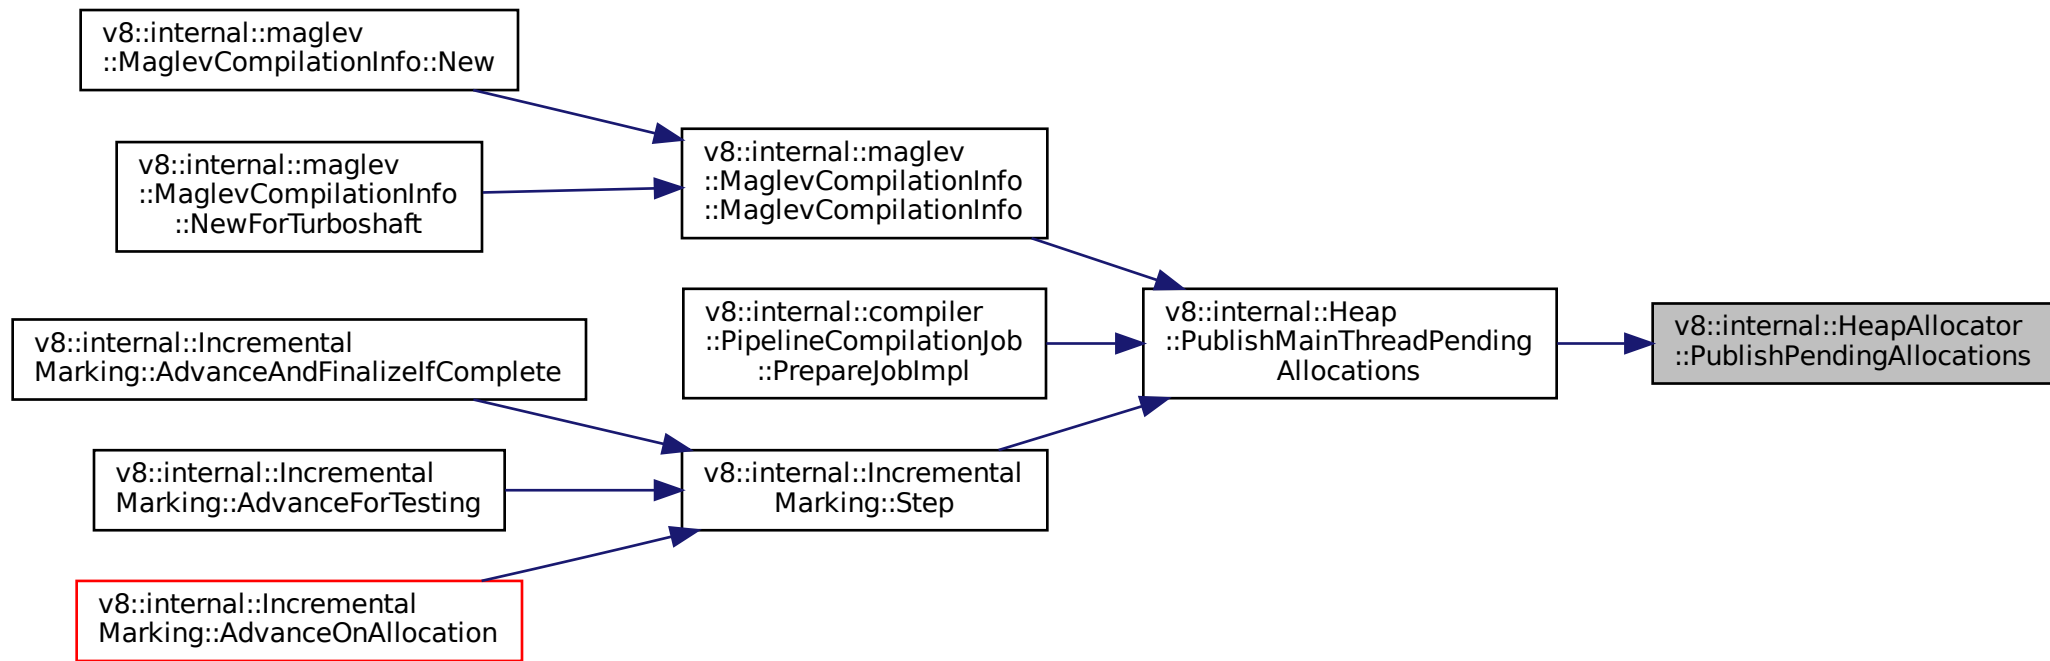 v8::internal::maglev
::MaglevCompilationInfo::New
v8::internal::maglev
::MaglevCompilationInfo
::NewForTurboshaft
v8::internal::Incremental
Marking::AdvanceAndFinalizeIfComplete
v8::internal::Incremental
Marking::AdvanceForTesting
v8::internal::Incremental
Marking::AdvanceOnAllocation
v8::internal::maglev
::MaglevCompilationInfo
::MaglevCompilationInfo
v8::internal::compiler
::PipelineCompilationJob
::PrepareJobImpl
v8::internal::Incremental
Marking::Step
v8::internal::Heap
::PublishMainThreadPending
Allocations
v8::internal::HeapAllocator
::PublishPendingAllocations